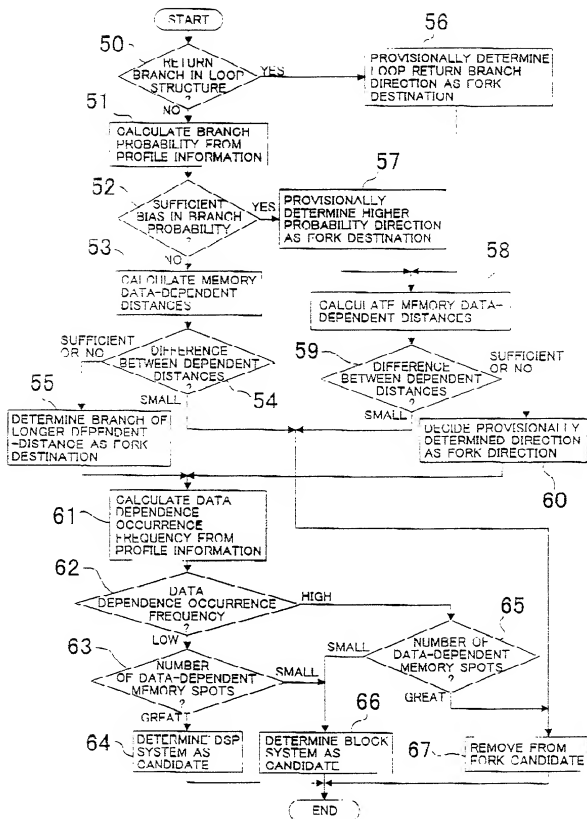 START
50
RETURN
BRANCH IN LOOP
STRUCTURE
?
YES
NO
56
PROVISIONALLY DETERMINE
LOOP RETURN BRANCH
DIRECTION AS FORK
DESTINATION
51
CALCULATE BRANCH
PROBABILITY FROM
PROFILE INFORMATION
52
SUFFICIENT
BIAS IN BRANCH
PROBABILITY
?
YES
NO
57
PROVISIONALLY
DETERMINE HIGHER
PROBABILITY DIRECTION
AS FORK DESTINATION
53
CALCULATE MEMORY
DATA-DEPENDENT
DISTANCES
58
CALCULATE MEMORY DATA-
DEPENDENT DISTANCES
SUFFICIENT
OR NO
DIFFERENCE
BETWEEN DEPENDENT
DISTANCES
?
54
SMALL
59
DIFFERENCE
BETWEEN DEPENDENT
DISTANCES
?
SUFFICIENT
OR NO
SMALL
55
DETERMINE BRANCH OF
LONGER DEPENDENT
-DISTANCE AS FORK
DESTINATION
DECIDE PROVISIONALLY
DETERMINED DIRECTION
AS FORK DIRECTION
60
61
CALCULATE DATA
DEPENDENCE
OCCURRENCE
FREQUENCY FROM
PROFILE INFORMATION
62
DATA
DEPENDENCE OCCURRENCE
FREQUENCY
?
HIGH
LOW
63
NUMBER
OF DATA-DEPENDENT
MEMORY SPOTS
?
SMALL
GREAT
65
NUMBER OF
DATA-DEPENDENT
MEMORY SPOTS
?
SMALL
GREAT
64
DETERMINE DSP
SYSTEM AS
CANDIDATE
66
DETERMINE BLOCK
SYSTEM AS
CANDIDATE
67
REMOVE FROM
FORK CANDIDATE
END